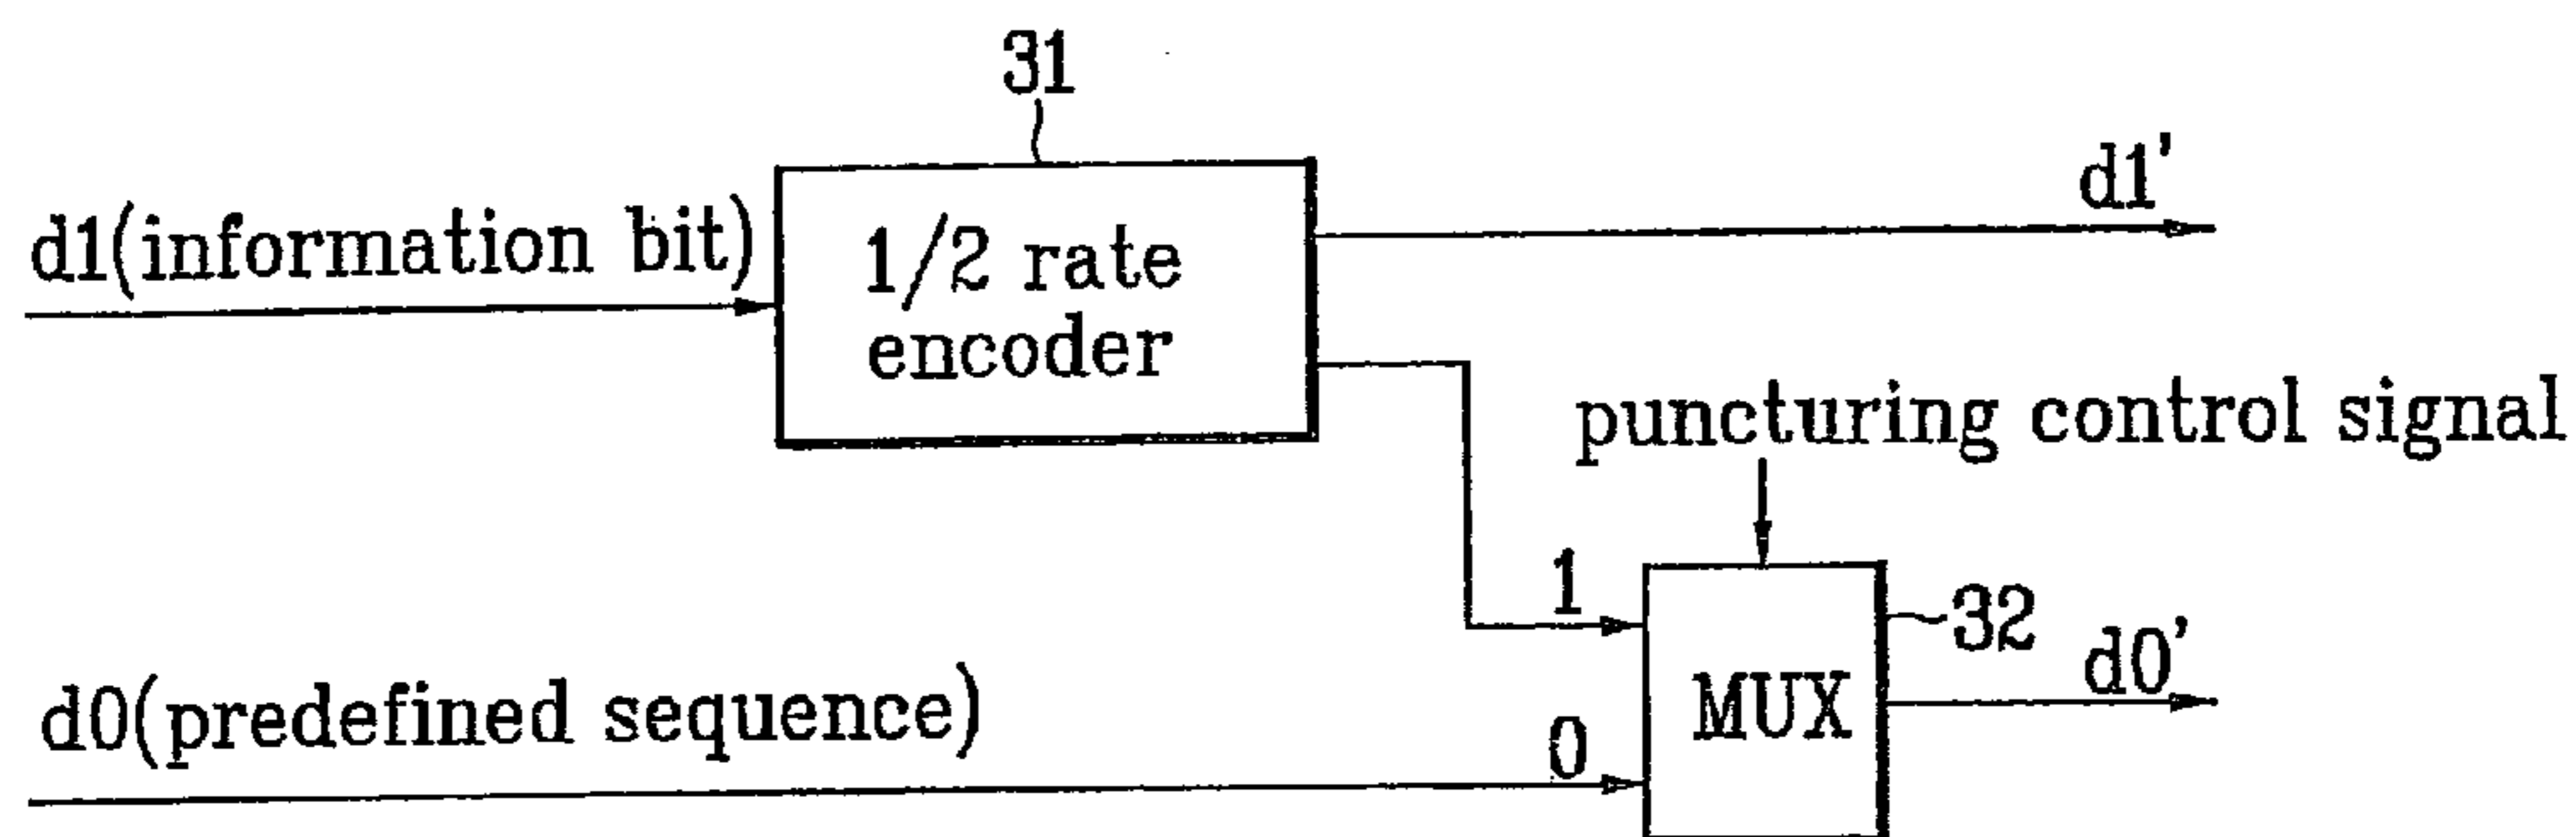 31
d1'
d1(information bit)
1/2 rate
encoder
puncturing control signal
1
32
d0'
MUX
d0(predefined sequence)
0